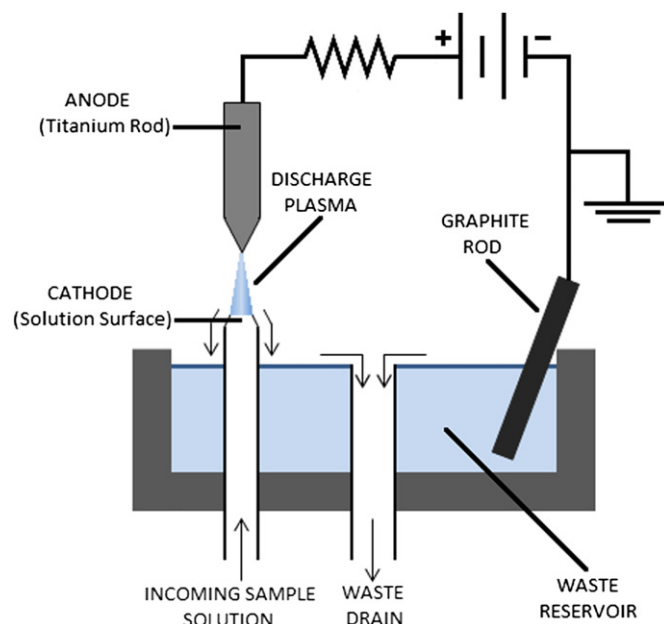 +
−
ANODE
(Titanium Rod)
DISCHARGE
PLASMA
GRAPHITE
ROD
CATHODE
(Solution Surface)
INCOMING SAMPLE
SOLUTION
WASTE
DRAIN
WASTE
RESERVOIR